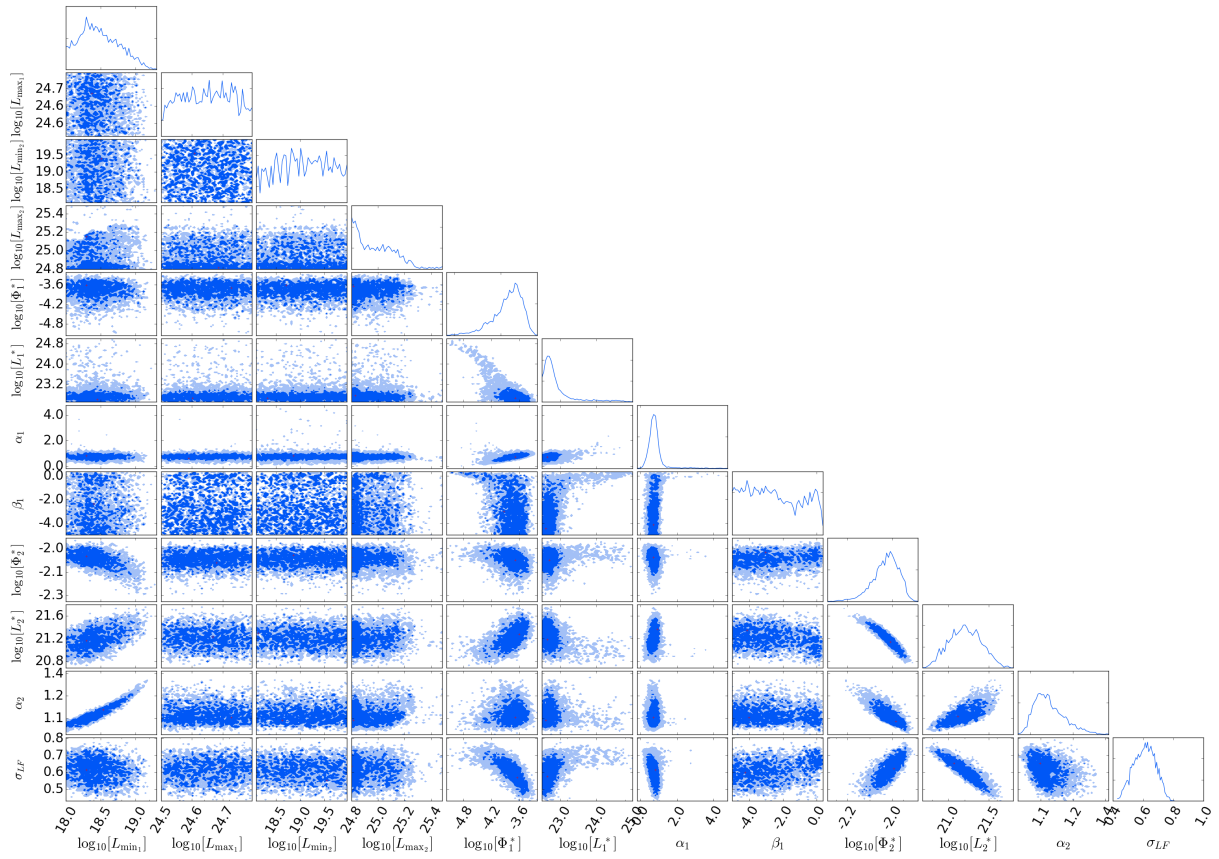 log10[Lmax1]
24.7
24.6
24.6
log10[Lmin2]
19.5
19.0
18.5
log10[Lmax2]
25.4
25.2
25.0
24.8
log10[Φ1*]
-3.6
-4.2
-4.8
log10[L1*]
24.8
24.0
23.2
α1
4.0
2.0
0.0
β1
0.0
-2.0
-4.0
log10[Φ2*]
-2.0
-2.1
-2.3
log10[L2*]
21.6
21.2
20.8
α2
1.4
1.2
1.1
σLF
0.8
0.7
0.6
0.5
18.0 18.5 19.0 24.5 24.6 24.7 18.5 19.0 19.5 24.8 25.0 25.2 25.4 -4.8 -4.2 -3.6 23.0 24.0 0.0 2.0 4.0 -4.0 -2.0 0.0 -2.2 -2.0 21.0 21.5 1.1 1.2 0.6 0.8 1.0
log10[Lmin1] log10[Lmax1] log10[Lmin2] log10[Lmax2] log10[Φ1*] log10[L1*] α1 β1 log10[Φ2*] log10[L2*] α2 σLF